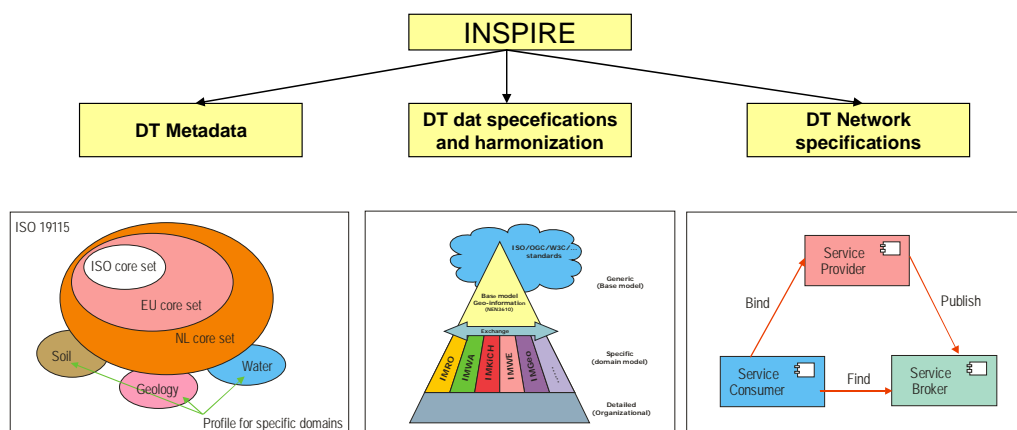 INSPIRE
DT Metadata
DT dat specefications
and harmonization
DT Network
specifications
ISO 19115
ISO core set
EU core set
NL core set
Soil
Water
Geology
Profile for specific domains
ISO/OGC/W3C/...
standards
Generic
(Base model)
Base model
Geo-information
(NEN3610)
Exchange
IMRO
IMWA
IMKICH
IMWE
IMGeo
.....
Specific
(domain model)
Detailed
(Organizational)
Service
Provider
Bind
Publish
Service
Consumer
Find
Service
Broker